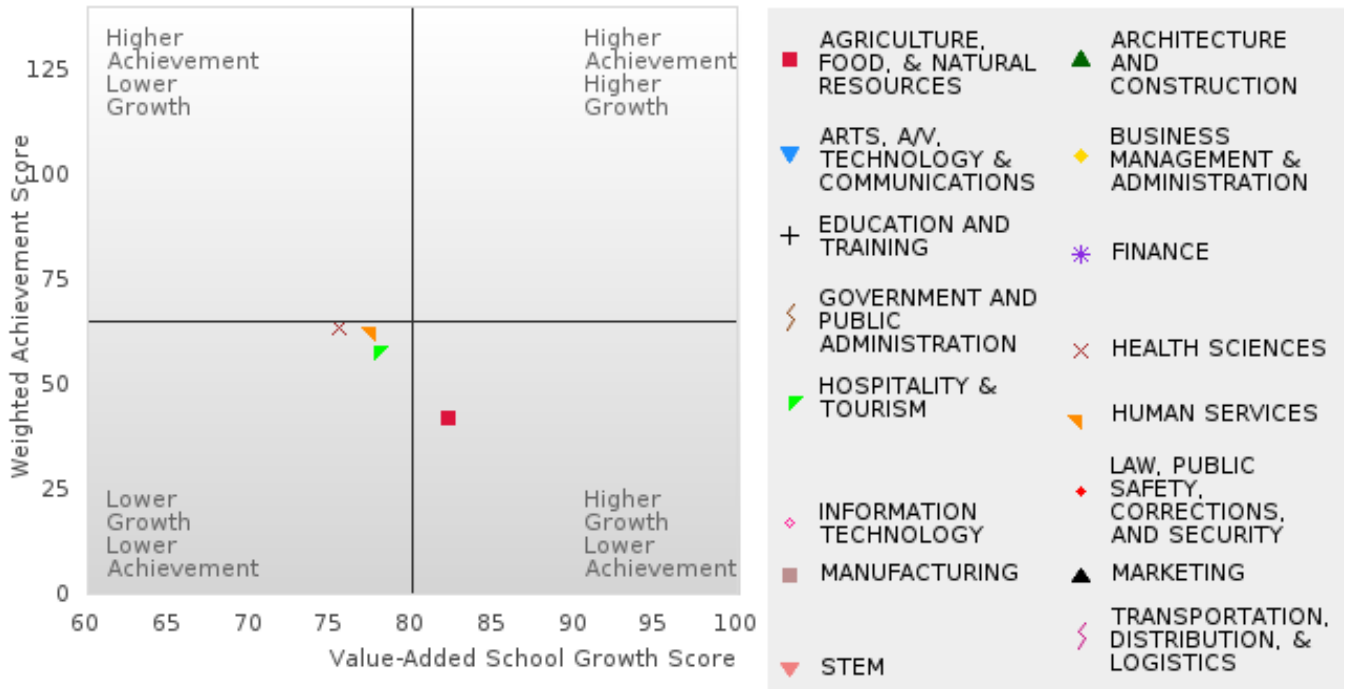 Higher
Achievement
Lower
Growth
Higher
Achievement
Higher
Growth
Lower
Growth
Lower
Achievement
Higher
Growth
Lower
Achievement
Weighted Achievement Score
125
100
75
50
25
0
60 65 70 75 80 85 90 95 100
Value-Added School Growth Score
AGRICULTURE,
FOOD, & NATURAL
RESOURCES
ARCHITECTURE
AND
CONSTRUCTION
ARTS, A/V,
TECHNOLOGY &
COMMUNICATIONS
BUSINESS
MANAGEMENT &
ADMINISTRATION
EDUCATION AND
TRAINING
FINANCE
GOVERNMENT AND
PUBLIC
ADMINISTRATION
HEALTH SCIENCES
HOSPITALITY &
TOURISM
HUMAN SERVICES
INFORMATION
TECHNOLOGY
LAW, PUBLIC
SAFETY,
CORRECTIONS,
AND SECURITY
MANUFACTURING
MARKETING
STEM
TRANSPORTATION,
DISTRIBUTION, &
LOGISTICS